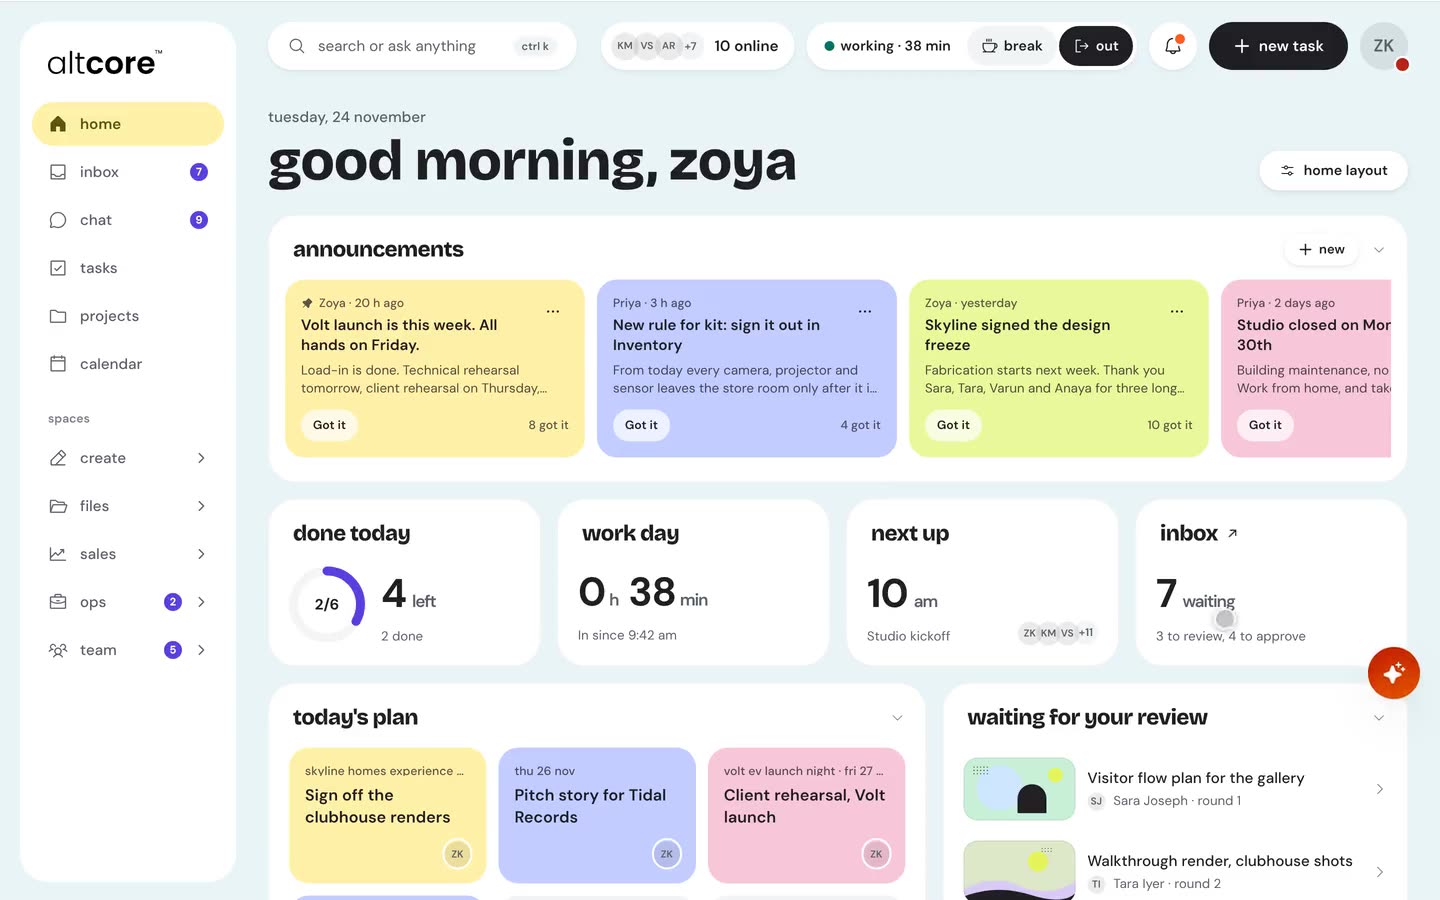 altcore™
search or ask anything
ctrl k
KM VS AR +7 10 online
working · 38 min
break
out
new task
ZK
home
inbox 7
chat 9
tasks
projects
calendar
spaces
create
files
sales
ops 2
team 5
tuesday, 24 november
good morning, zoya
home layout
announcements
new
Zoya · 20 h ago
Volt launch is this week. All
hands on Friday.
Load-in is done. Technical rehearsal
tomorrow, client rehearsal on Thursday,...
Got it
8 got it
Priya · 3 h ago
New rule for kit: sign it out in
Inventory
From today every camera, projector and
sensor leaves the store room only after it i...
Got it
4 got it
Zoya · yesterday
Skyline signed the design
freeze
Fabrication starts next week. Thank you
Sara, Tara, Varun and Anaya for three long...
Got it
10 got it
Priya · 2 days ago
Studio closed on Mon
30th
Building maintenance, no
Work from home, and take
Got it
done today
2/6
4 left
2 done
work day
0 h 38 min
In since 9:42 am
next up
10 am
Studio kickoff
ZK KM VS +11
inbox
7 waiting
3 to review, 4 to approve
today's plan
skyline homes experience ...
Sign off the
clubhouse renders
ZK
thu 26 nov
Pitch story for Tidal
Records
ZK
volt ev launch night · fri 27 ...
Client rehearsal, Volt
launch
ZK
waiting for your review
Visitor flow plan for the gallery
SJ Sara Joseph · round 1
Walkthrough render, clubhouse shots
TI Tara Iyer · round 2